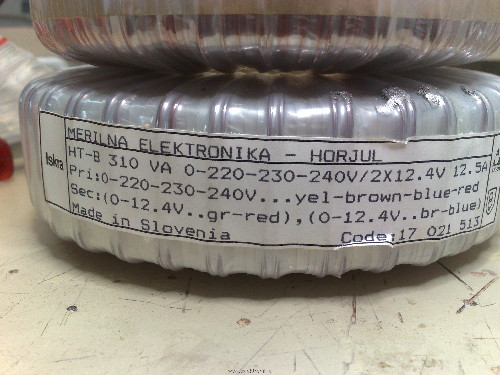 Iskra
MERILNA ELEKTRONIKA - HORJUL
HT-B 310 VA 0-220-230-240V/2X12.4V 12.5A
Pri:0-220-230-240V...yel-brown-blue-red
Sec:(0-12.4V..gr-red),(0-12.4V..br-blue)
Made in Slovenia Code:17 021 513